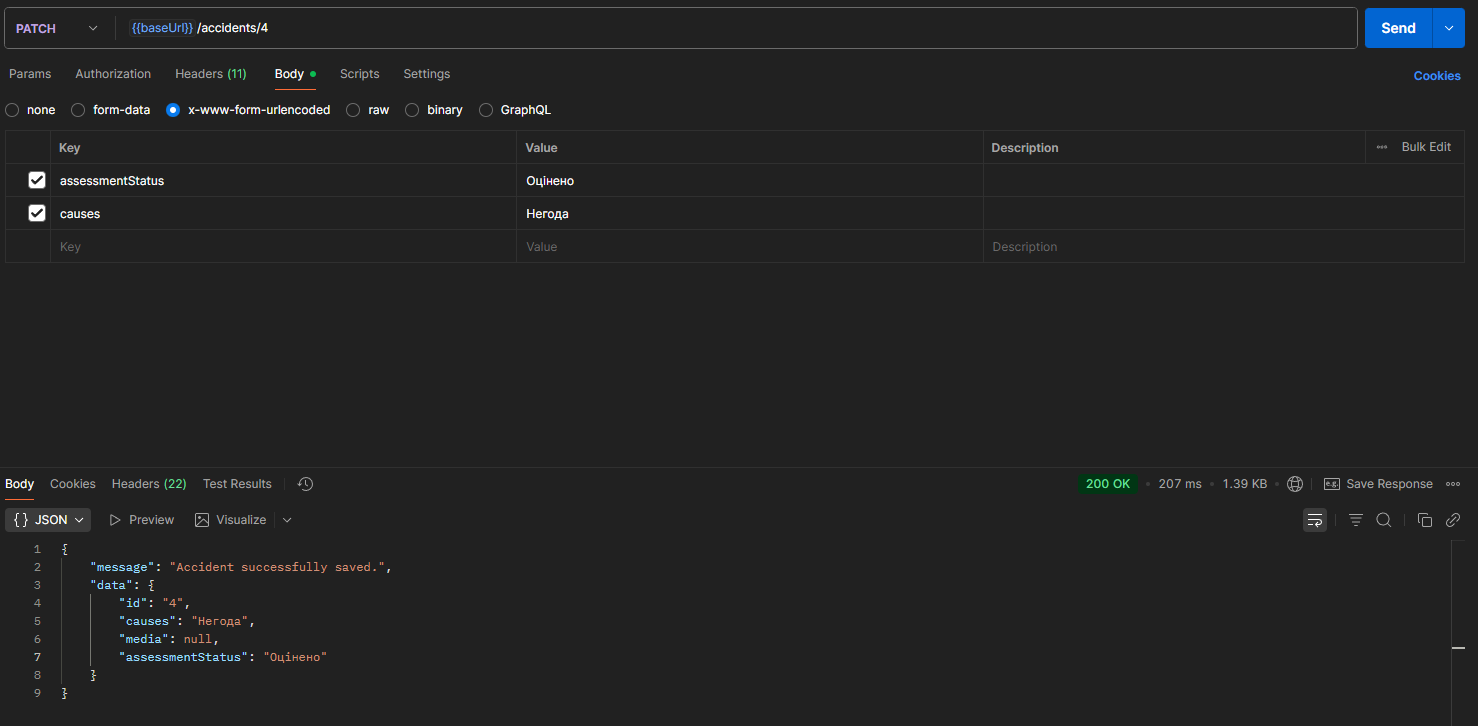 PATCH {{baseUrl}} /accidents/4 Send
Params Authorization Headers (11) Body Scripts Settings Cookies
none form-data x-www-form-urlencoded raw binary GraphQL
Key Value Description Bulk Edit
assessmentStatus Оцінено
causes Негода
Key Value Description
Body Cookies Headers (22) Test Results 200 OK 207 ms 1.39 KB e.g. Save Response
{} JSON Preview Visualize
1 {
2 "message": "Accident successfully saved.",
3 "data": {
4 "id": "4",
5 "causes": "Негода",
6 "media": null,
7 "assessmentStatus": "Оцінено"
8 }
9 }